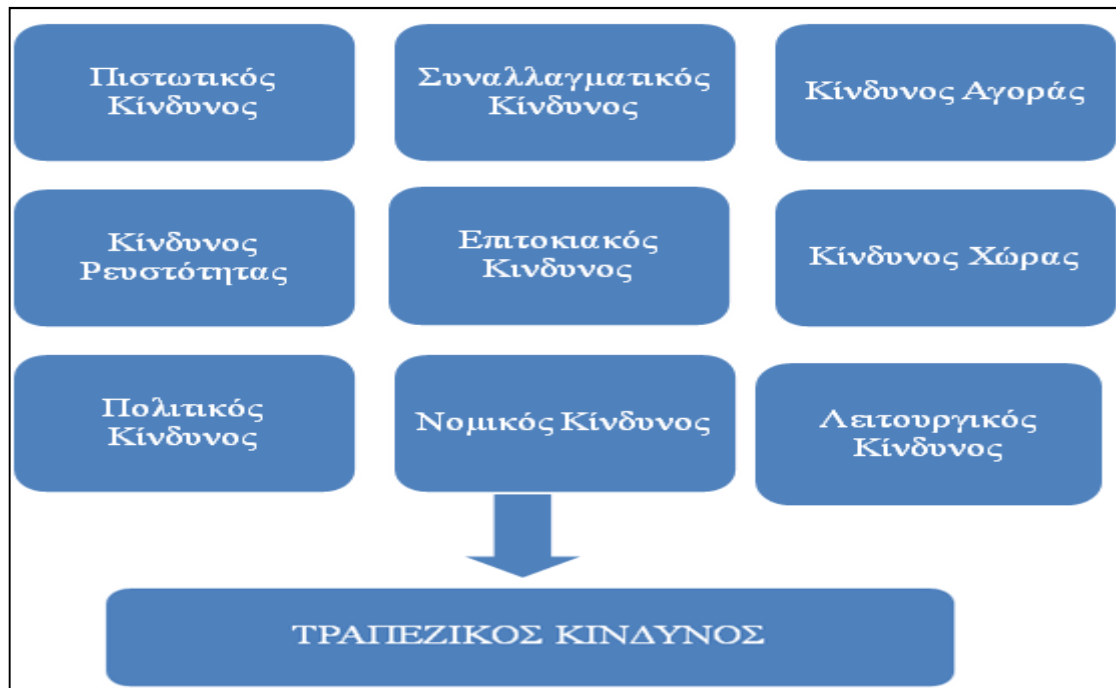 Πιστωτικός
Κίνδυνος
Συναλλαγματικός
Κίνδυνος
Κίνδυνος Αγοράς
Κίνδυνος
Ρευστότητας
Επιτοκιακός
Κινδυνος
Κίνδυνος Χώρας
Πολιτικός
Κίνδυνος
Νομικός Κίνδυνος
Λειτουργικός
Κίνδυνος
ΤΡΑΠΕΖΙΚΟΣ ΚΙΝΔΥΝΟΣ